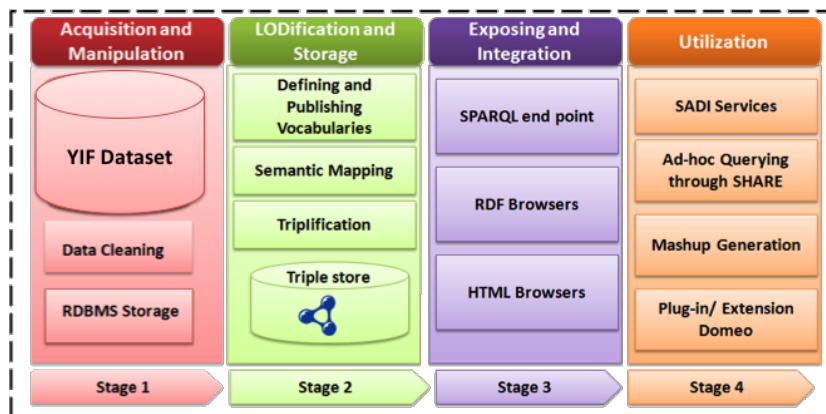 Acquisition and
Manipulation
YIF Dataset
Data Cleaning
RDBMS Storage
Stage 1
LODification and
Storage
Defining and
Publishing
Vocabularies
Semantic Mapping
Triplification
Triple store
Stage 2
Exposing and
Integration
SPARQL end point
RDF Browsers
HTML Browsers
Stage 3
Utilization
SADI Services
Ad-hoc Querying
through SHARE
Mashup Generation
Plug-in/ Extension
Domeo
Stage 4